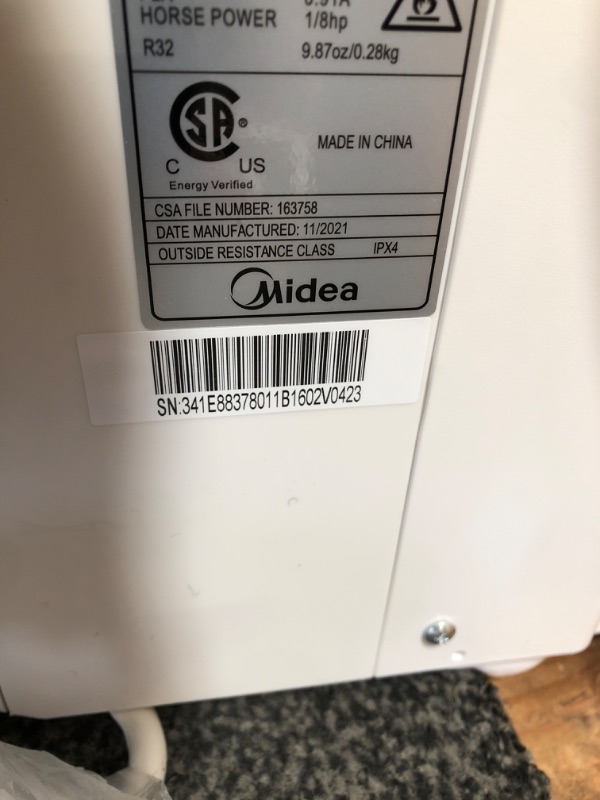 HORSE POWER 1/8hp
R32 9.87oz/0.28kg
CSA ®
MADE IN CHINA
C US
Energy Verified
CSA FILE NUMBER: 163758
DATE MANUFACTURED: 11/2021
OUTSIDE RESISTANCE CLASS IPX4
Midea
SN:341E88378011B1602V0423